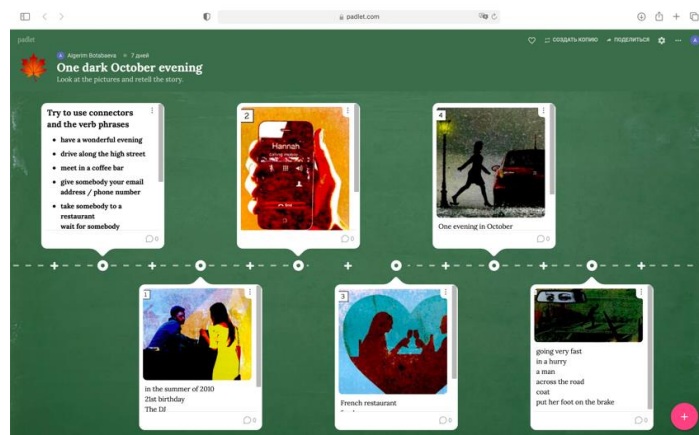 padlet.com
padlet
СОЗДАТЬ КОПИЮ
ПОДЕЛИТЬСЯ
Aigerim Botabaeva
7 дней
One dark October evening
Look at the pictures and retell the story.
Try to use connectors
and the verb phrases
have a wonderful evening
drive along the high street
meet in a coffee bar
give somebody your email
address / phone number
take somebody to a
restaurant
wait for somebody
0
2
Hannah
0
4
One evening in October
0
1
in the summer of 2010
21st birthday
The DJ
0
3
French restaurant
0
going very fast
in a hurry
a man
across the road
coat
put her foot on the brake
0